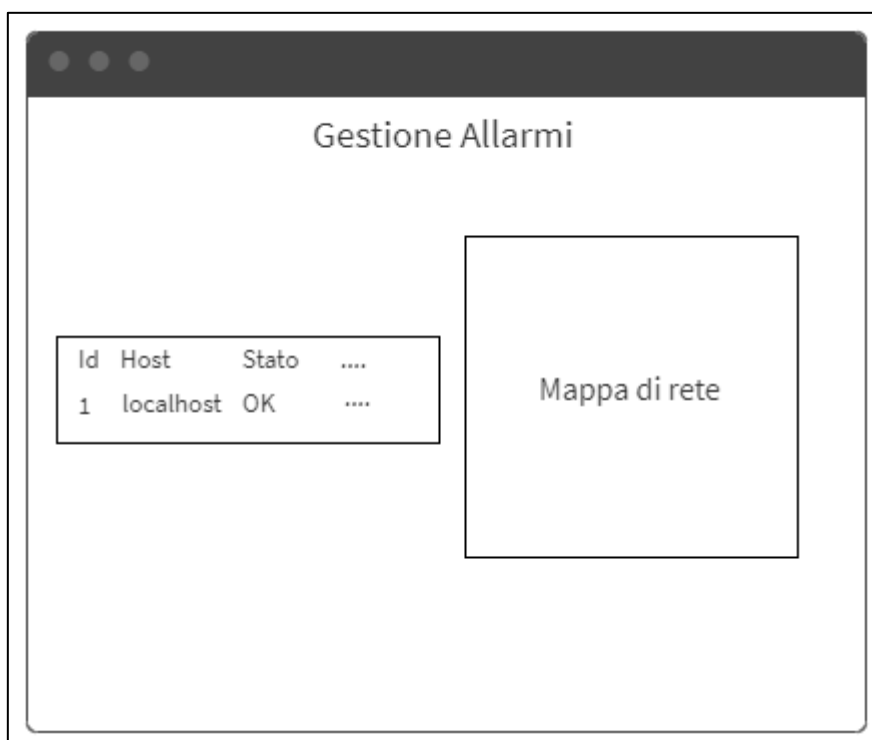 Gestione Allarmi
Id Host Stato ....
1 localhost OK ....
Mappa di rete